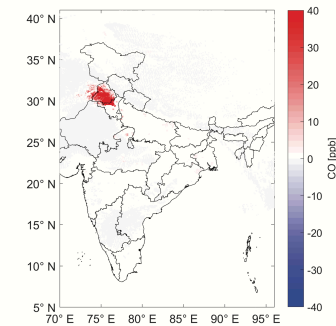 40° N
35° N
30° N
25° N
20° N
15° N
10° N
5° N
70° E
75° E
80° E
85° E
90° E
95° E
40
30
20
10
0
-10
-20
-30
-40
CO [ppb]